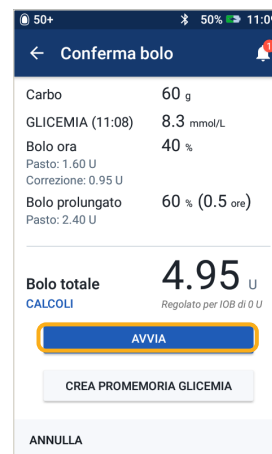 50+ 50% 11:09
Conferma bolo 1
Carbo 60 g
GLICEMIA (11:08) 8.3 mmol/L
Bolo ora 40 %
Pasto: 1.60 U
Correzione: 0.95 U
Bolo prolungato 60 % (0.5 ore)
Pasto: 2.40 U
Bolo totale 4.95 U
CALCOLI Regolato per IOB di 0 U
AVVIA
CREA PROMEMORIA GLICEMIA
ANNULLA